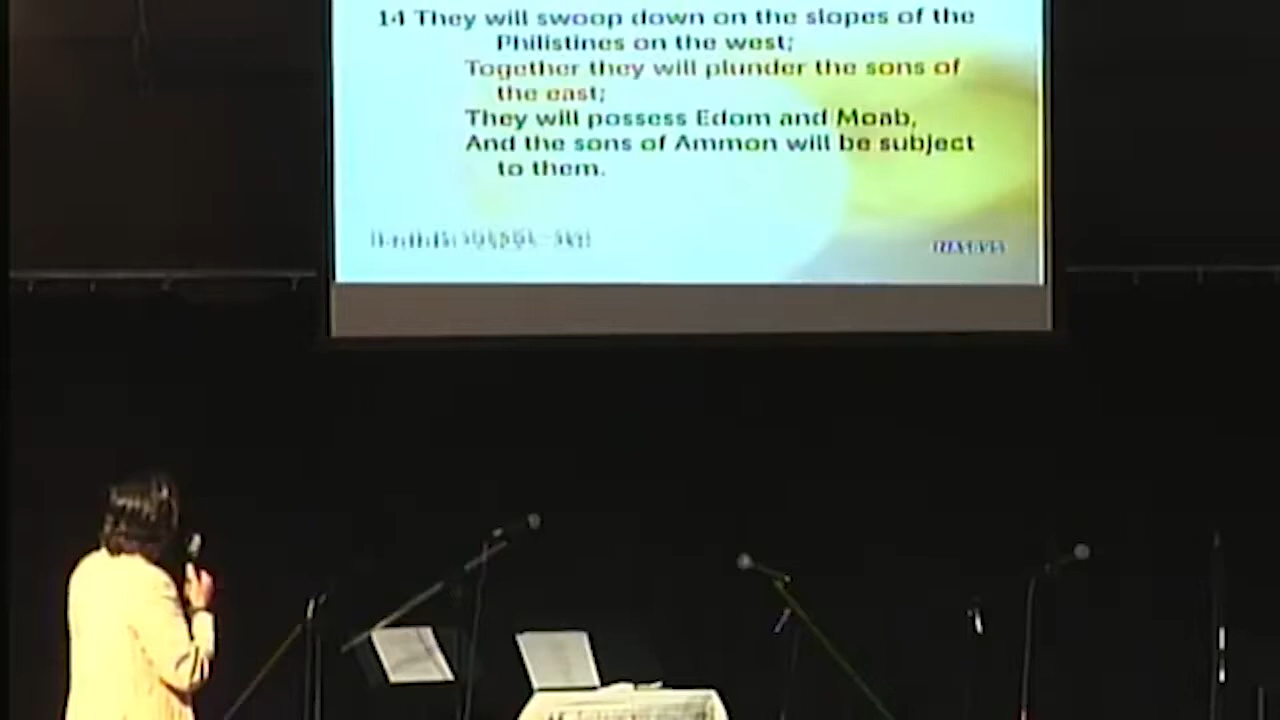 14 They will swoop down on the slopes of the
Philistines on the west;
Together they will plunder the sons of
the east;
They will possess Edom and Moab,
And the sons of Ammon will be subject
to them.
NASB95